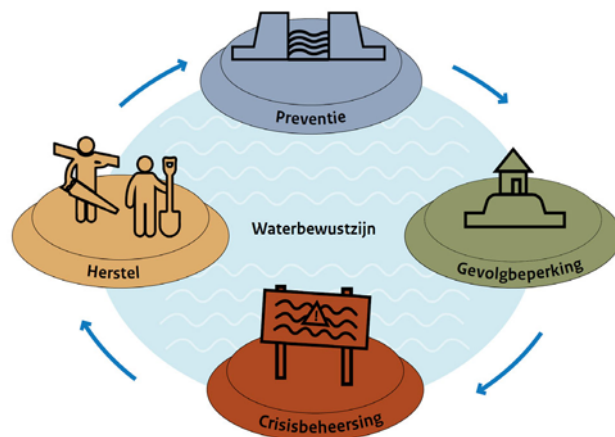 Preventie
Waterbewustzijn
Herstel
Gevolgbeperking
Crisisbeheersing